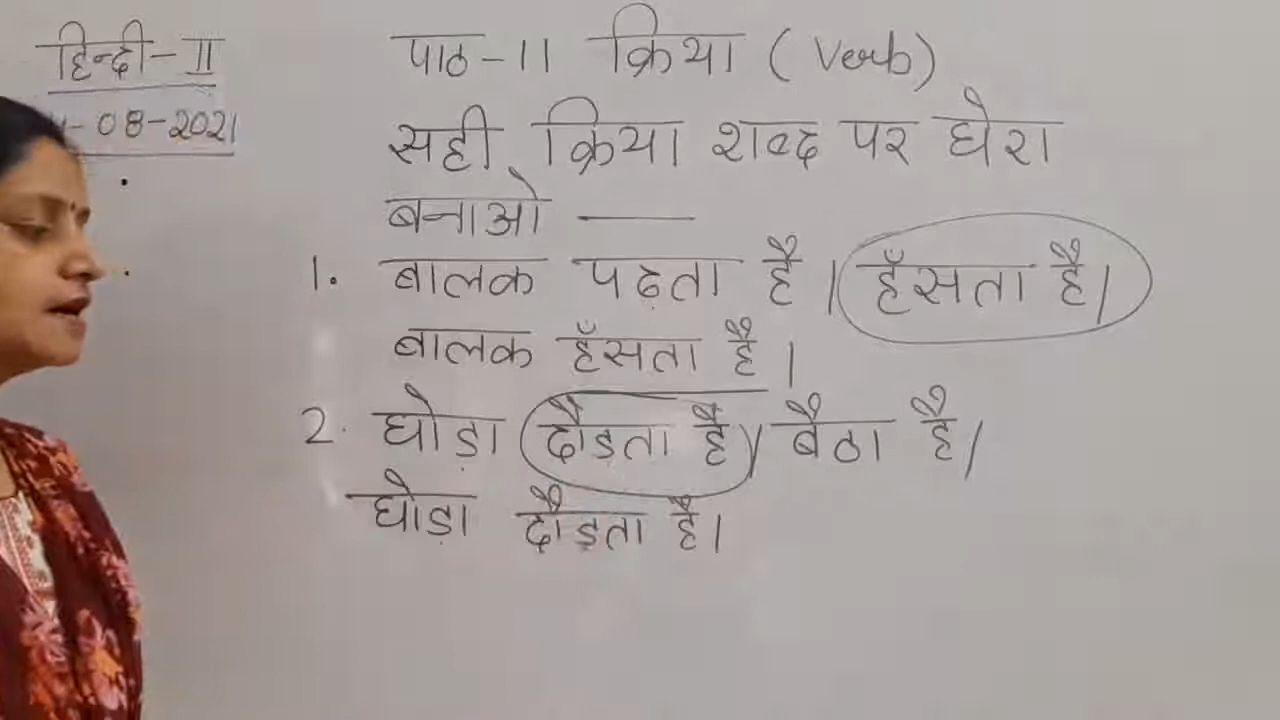 हिन्दी - II
-08-2021
पाठ - 11 क्रिया (Verb)
सही क्रिया शब्द पर घेरा
बनाओ —
1. बालक पढ़ता है । हँसता है।
बालक हँसता है ।
2. घोड़ा दौड़ता है / बैठा है /
घोड़ा दौड़ता है।